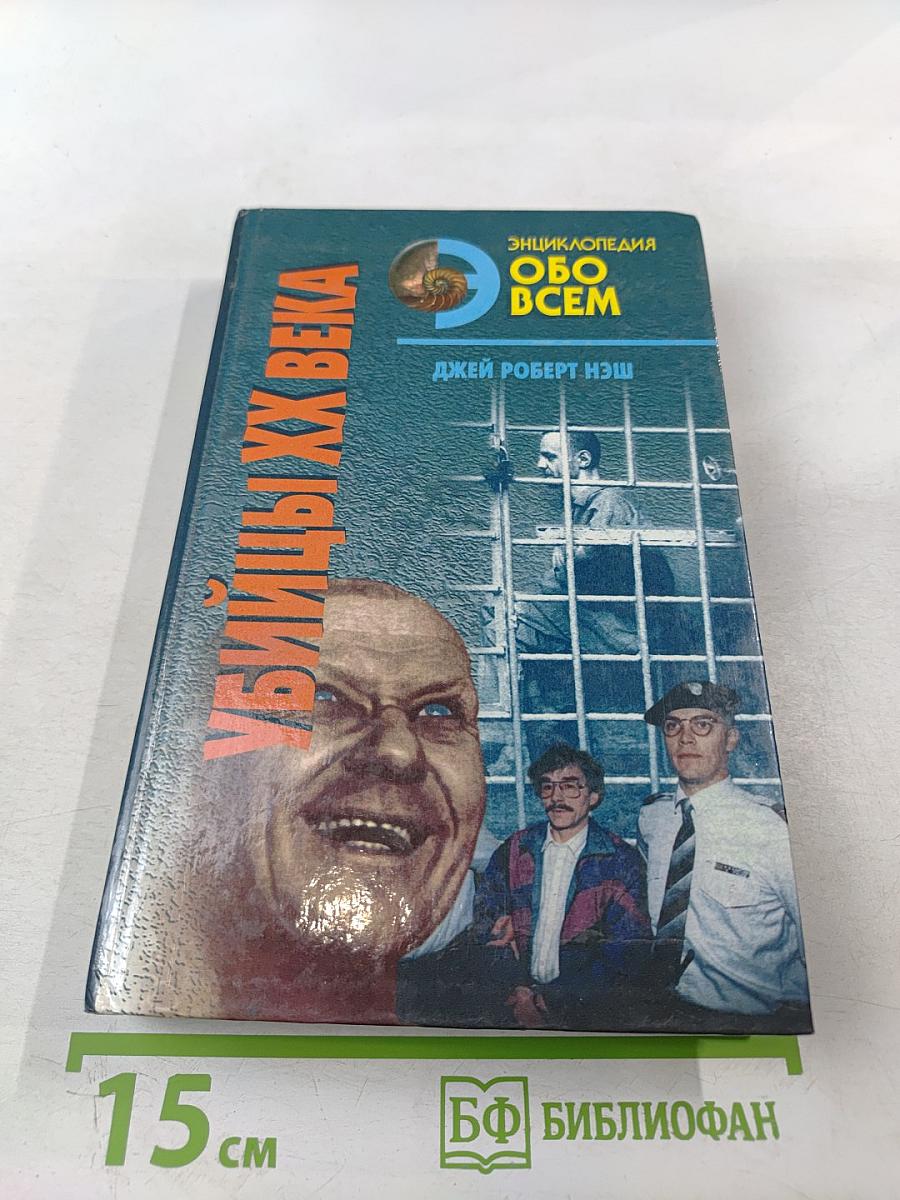 ЭНЦИКЛОПЕДИЯ
ОБО
ВСЕМ
ДЖЕЙ РОБЕРТ НЭШ
УБИЙЦЫ XX ВЕКА
15 см
БФ БИБЛИОФАН